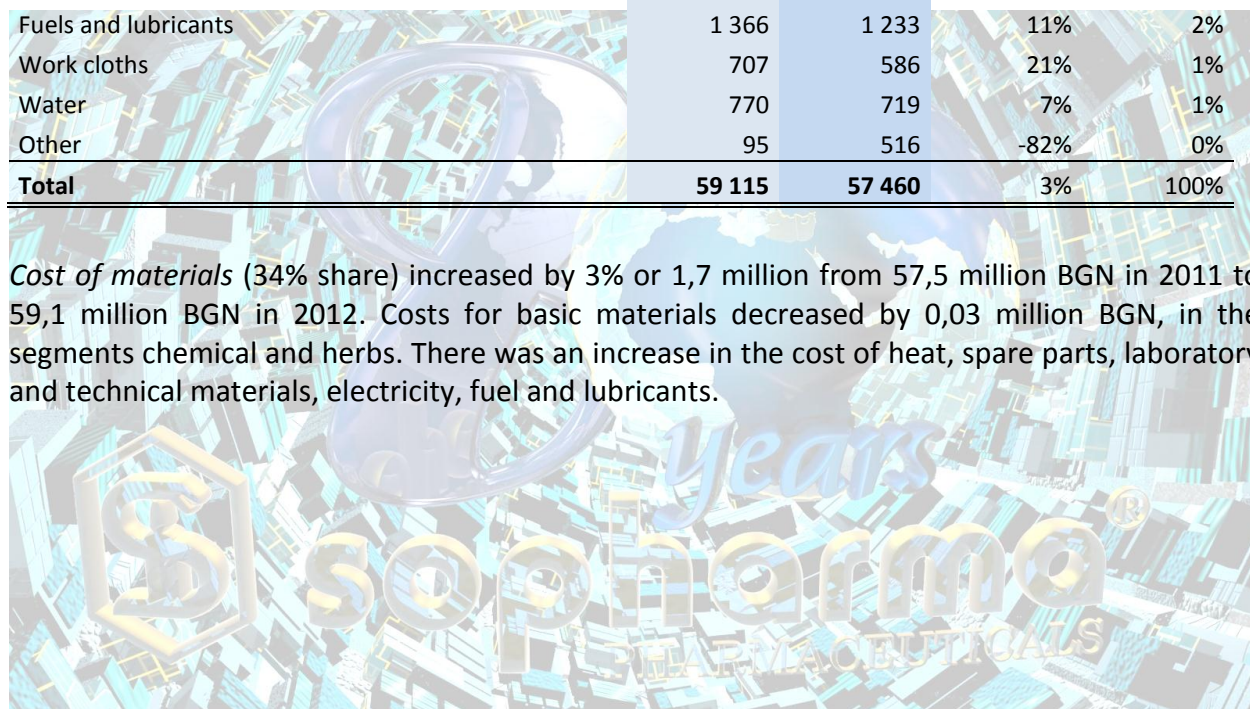 Fuels and lubricants 1 366 1 233 11% 2%
Work cloths 707 586 21% 1%
Water 770 719 7% 1%
Other 95 516 -82% 0%
Total 59 115 57 460 3% 100%
Cost of materials (34% share) increased by 3% or 1,7 million from 57,5 million BGN in 2011 to
59,1 million BGN in 2012. Costs for basic materials decreased by 0,03 million BGN, in the
segments chemical and herbs. There was an increase in the cost of heat, spare parts, laboratory
and technical materials, electricity, fuel and lubricants.
years
sopharma®
PHARMACEUTICALS